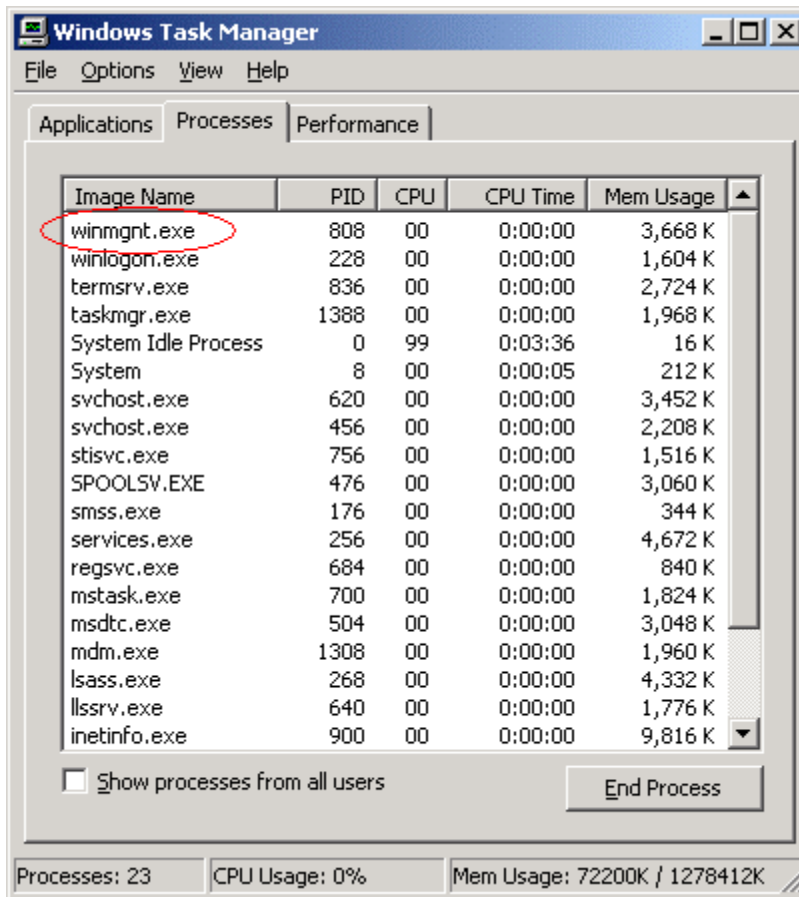 Windows Task Manager
File Options View Help
Applications Processes Performance
Image Name PID CPU CPU Time Mem Usage
winmgnt.exe 808 00 0:00:00 3,668 K
winlogon.exe 228 00 0:00:00 1,604 K
termsrv.exe 836 00 0:00:00 2,724 K
taskmgr.exe 1388 00 0:00:00 1,968 K
System Idle Process 0 99 0:03:36 16 K
System 8 00 0:00:05 212 K
svchost.exe 620 00 0:00:00 3,452 K
svchost.exe 456 00 0:00:00 2,208 K
stisvc.exe 756 00 0:00:00 1,516 K
SPOOLSV.EXE 476 00 0:00:00 3,060 K
smss.exe 176 00 0:00:00 344 K
services.exe 256 00 0:00:00 4,672 K
regsvc.exe 684 00 0:00:00 840 K
mstask.exe 700 00 0:00:00 1,824 K
msdtc.exe 504 00 0:00:00 3,048 K
mdm.exe 1308 00 0:00:00 1,960 K
lsass.exe 268 00 0:00:00 4,332 K
llssrv.exe 640 00 0:00:00 1,776 K
inetinfo.exe 900 00 0:00:00 9,816 K
Show processes from all users End Process
Processes: 23 CPU Usage: 0% Mem Usage: 72200K / 1278412K